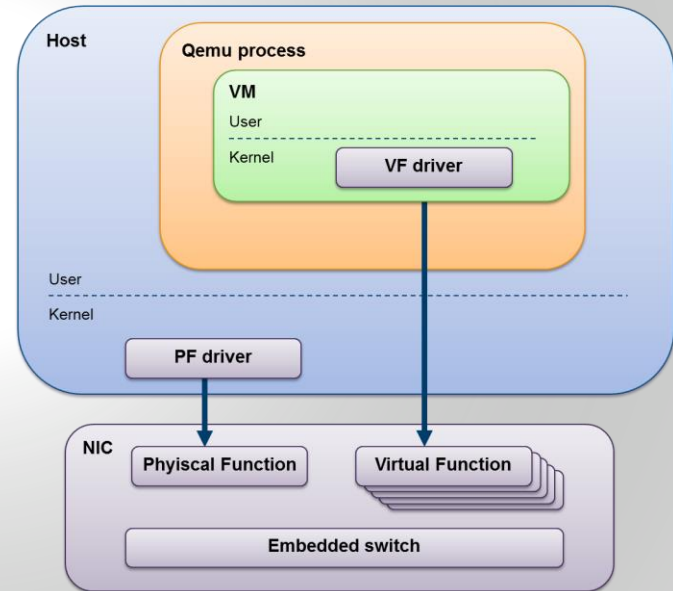 Host
Qemu process
VM
User
Kernel
VF driver
User
Kernel
PF driver
NIC
Phyiscal Function
Virtual Function
Embedded switch